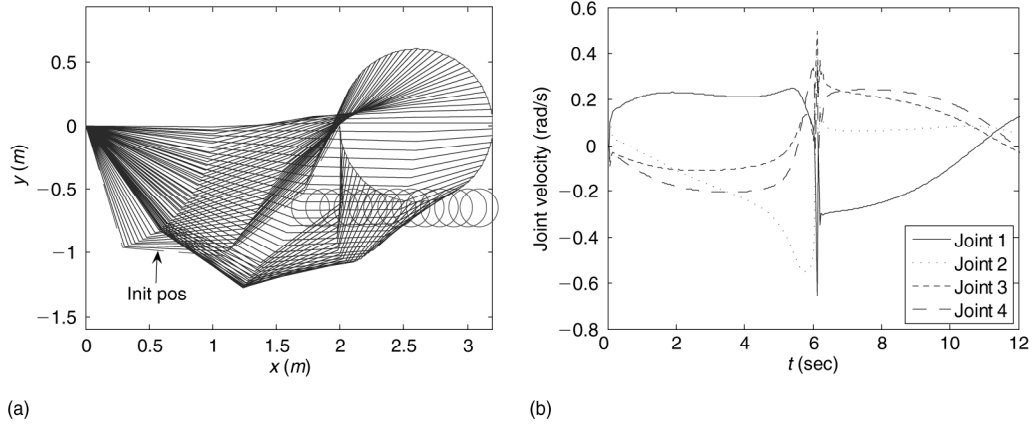 0.5
0
−0.5
−1
−1.5
y (m)
Init pos
0 0.5 1 1.5 2 2.5 3
x (m)
(a)
0.6
0.4
0.2
0
−0.2
−0.4
−0.6
−0.8
Joint velocity (rad/s)
Joint 1
Joint 2
Joint 3
Joint 4
0 2 4 6 8 10 12
t (sec)
(b)